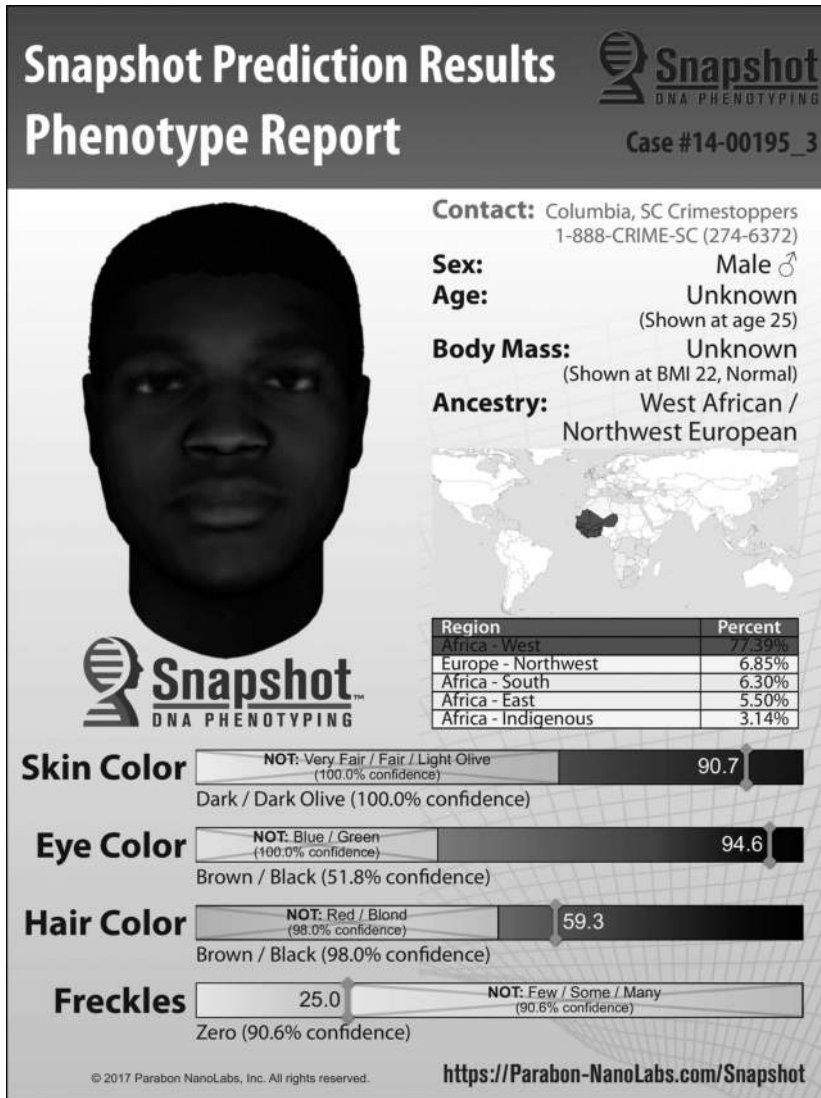 Snapshot Prediction Results
Phenotype Report
Snapshot
DNA PHENOTYPING
Case #14-00195_3
Contact: Columbia, SC Crimestoppers
1-888-CRIME-SC (274-6372)
Sex: Male ♂
Age: Unknown
(Shown at age 25)
Body Mass: Unknown
(Shown at BMI 22, Normal)
Ancestry: West African /
Northwest European
Region Percent
Africa - West 77.39%
Europe - Northwest 6.85%
Africa - South 6.30%
Africa - East 5.50%
Africa - Indigenous 3.14%
Snapshot™
DNA PHENOTYPING
Skin Color
NOT: Very Fair / Fair / Light Olive
(100.0% confidence)
90.7
Dark / Dark Olive (100.0% confidence)
Eye Color
NOT: Blue / Green
(100.0% confidence)
94.6
Brown / Black (51.8% confidence)
Hair Color
NOT: Red / Blond
(98.0% confidence)
59.3
Brown / Black (98.0% confidence)
Freckles
25.0
NOT: Few / Some / Many
(90.6% confidence)
Zero (90.6% confidence)
© 2017 Parabon NanoLabs, Inc. All rights reserved.
https://Parabon-NanoLabs.com/Snapshot